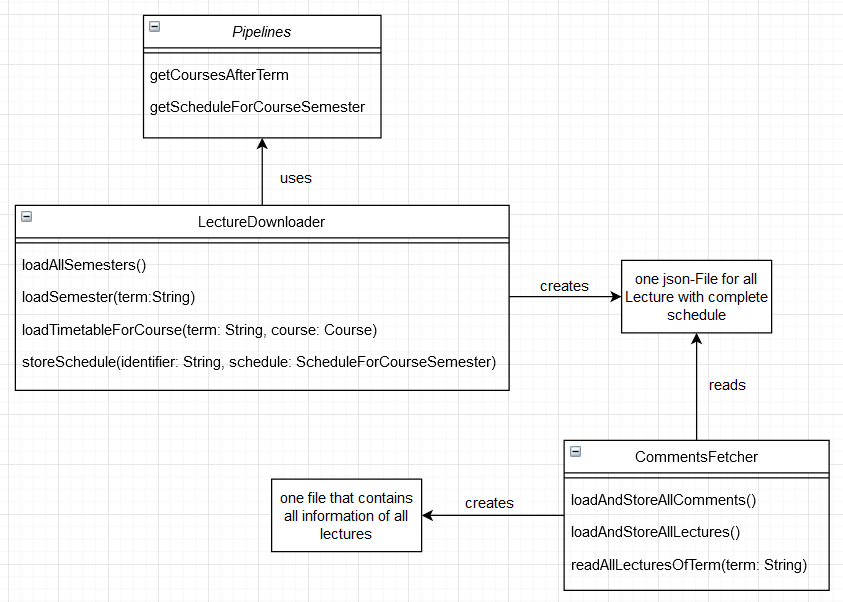 Pipelines
getCoursesAfterTerm
getScheduleForCourseSemester
uses
LectureDownloader
loadAllSemesters()
loadSemester(term:String)
loadTimetableForCourse(term: String, course: Course)
storeSchedule(identifier: String, schedule: ScheduleForCourseSemester)
creates
one json-File for all
Lecture with complete
schedule
reads
CommentsFetcher
loadAndStoreAllComments()
loadAndStoreAllLectures()
readAllLecturesOfTerm(term: String)
creates
one file that contains
all information of all
lectures